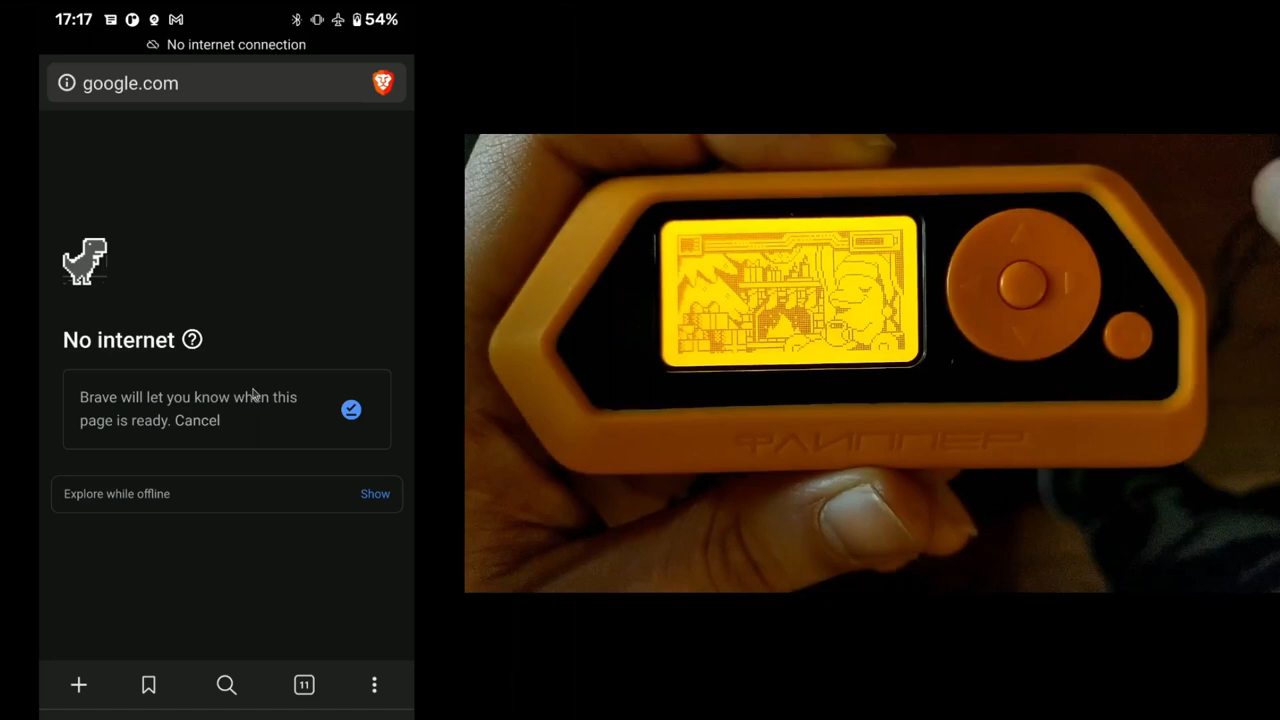 17:17
54%
No internet connection
google.com
No internet
Brave will let you know when this
page is ready. Cancel
Explore while offline
Show
11
ФЛИППЕР